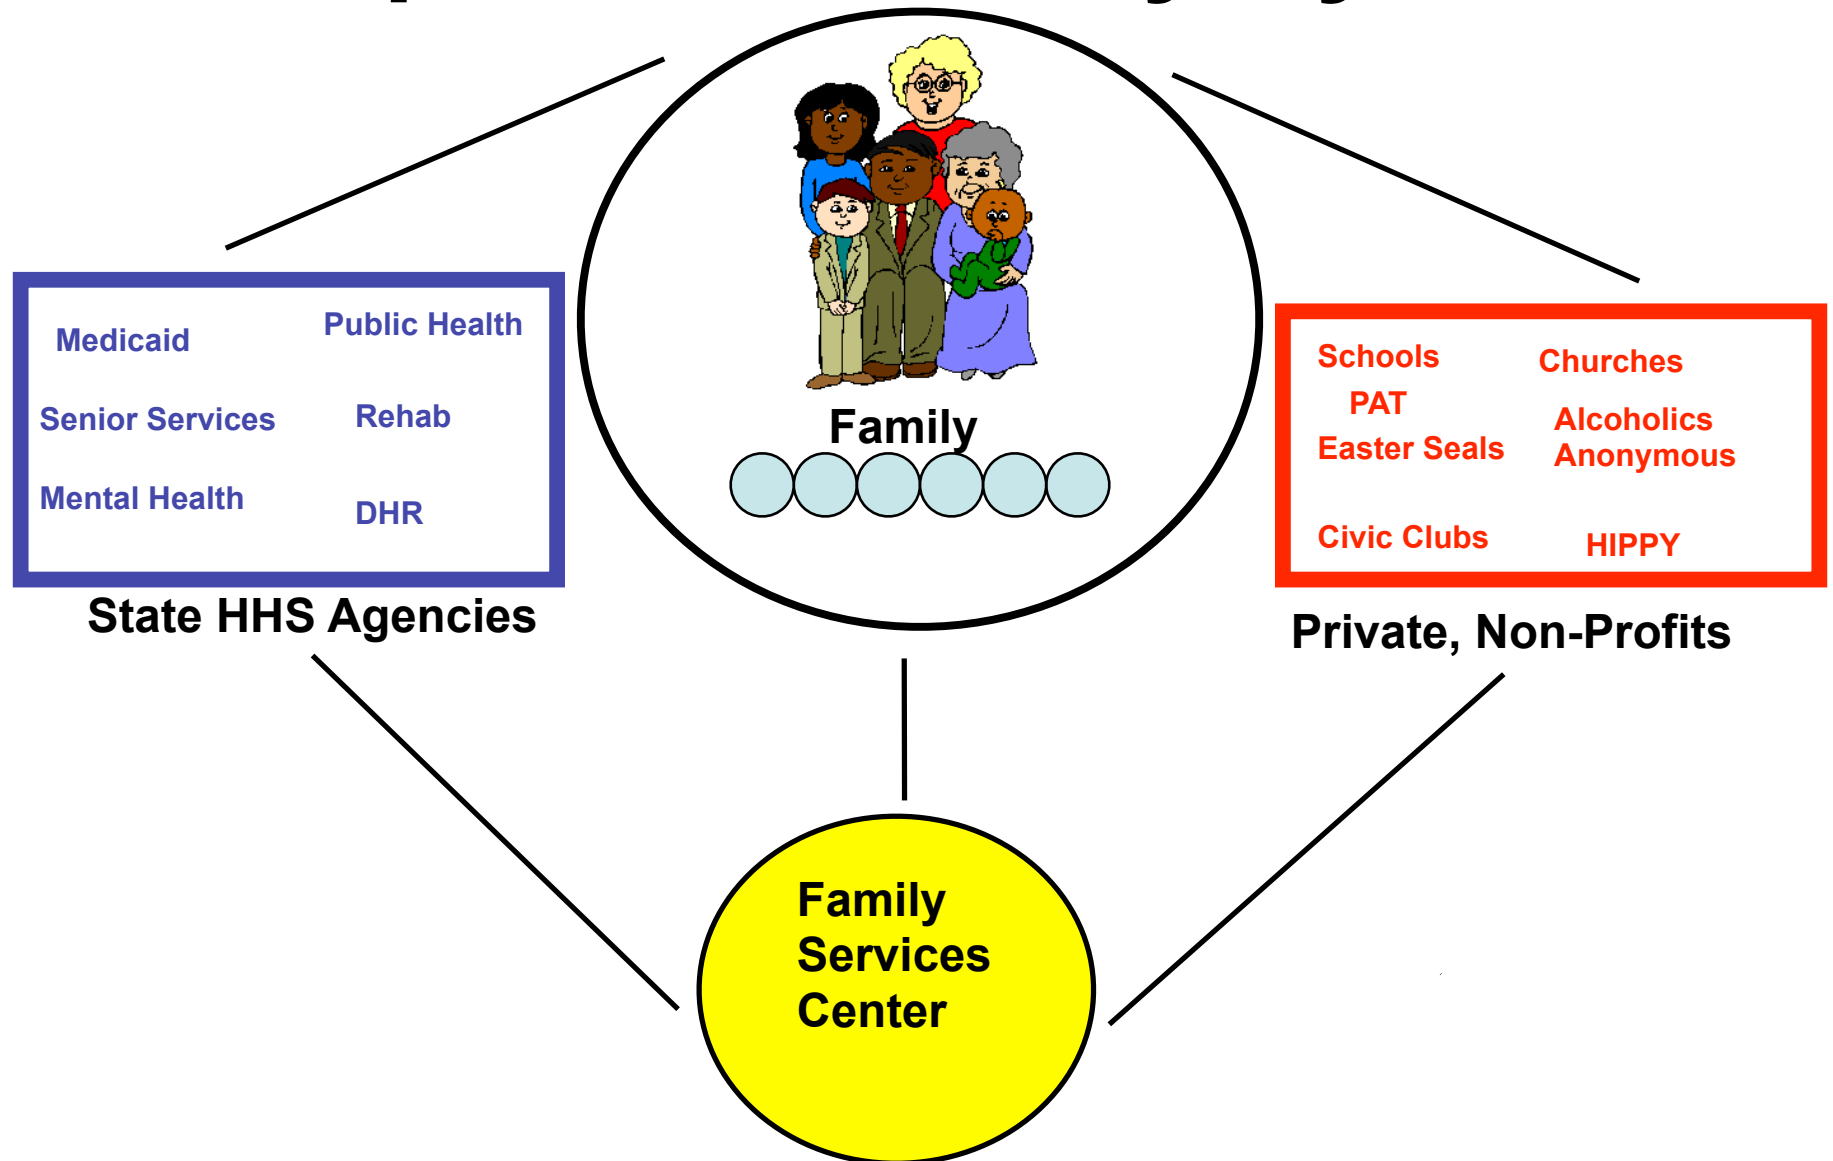 Medicaid
Public Health
Senior Services
Rehab
Mental Health
DHR
State HHS Agencies
Family
Schools
Churches
PAT
Alcoholics
Anonymous
Easter Seals
Civic Clubs
HIPPY
Private, Non-Profits
Family
Services
Center